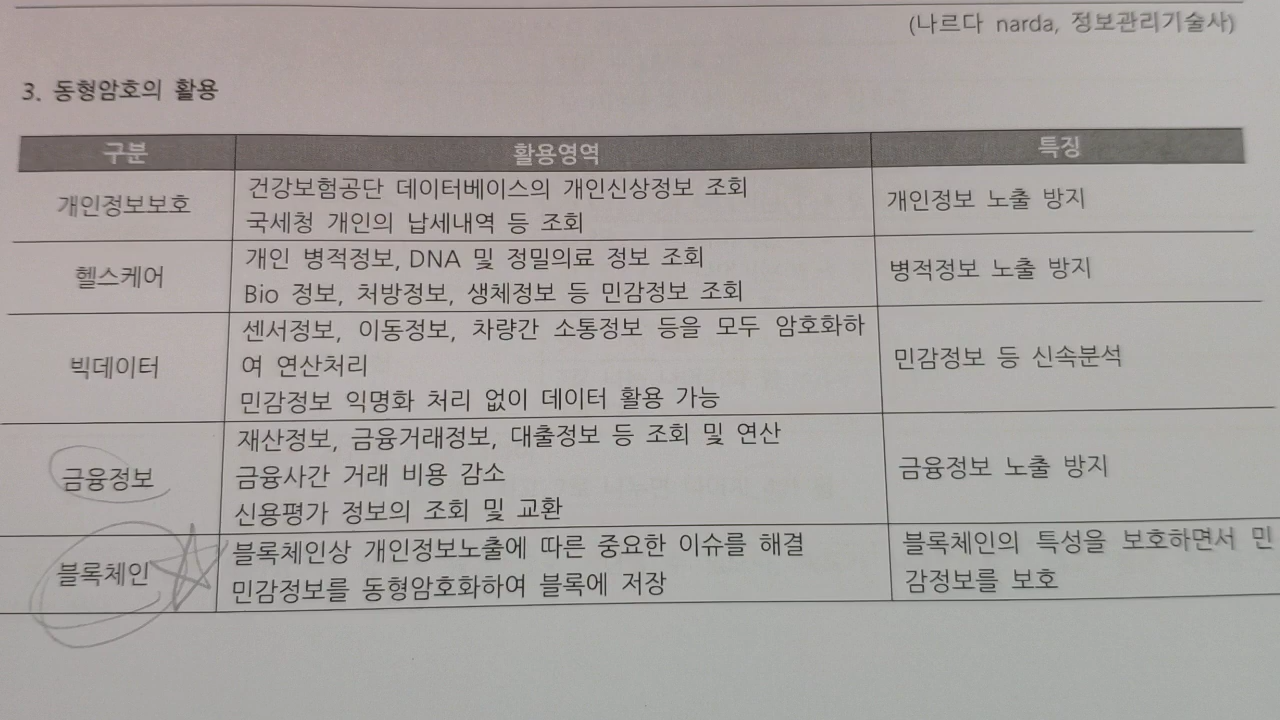 (나르다 narda, 정보관리기술사)
3. 동형암호의 활용
구분 활용영역 특징
개인정보보호
건강보험공단 데이터베이스의 개인신상정보 조회
국세청 개인의 납세내역 등 조회
개인정보 노출 방지
헬스케어
개인 병적정보, DNA 및 정밀의료 정보 조회
Bio 정보, 처방정보, 생체정보 등 민감정보 조회
병적정보 노출 방지
빅데이터
센서정보, 이동정보, 차량간 소통정보 등을 모두 암호화하
여 연산처리
민감정보 익명화 처리 없이 데이터 활용 가능
민감정보 등 신속분석
금융정보
재산정보, 금융거래정보, 대출정보 등 조회 및 연산
금융사간 거래 비용 감소
신용평가 정보의 조회 및 교환
금융정보 노출 방지
블록체인
블록체인상 개인정보노출에 따른 중요한 이슈를 해결
민감정보를 동형암호화하여 블록에 저장
블록체인의 특성을 보호하면서 민
감정보를 보호